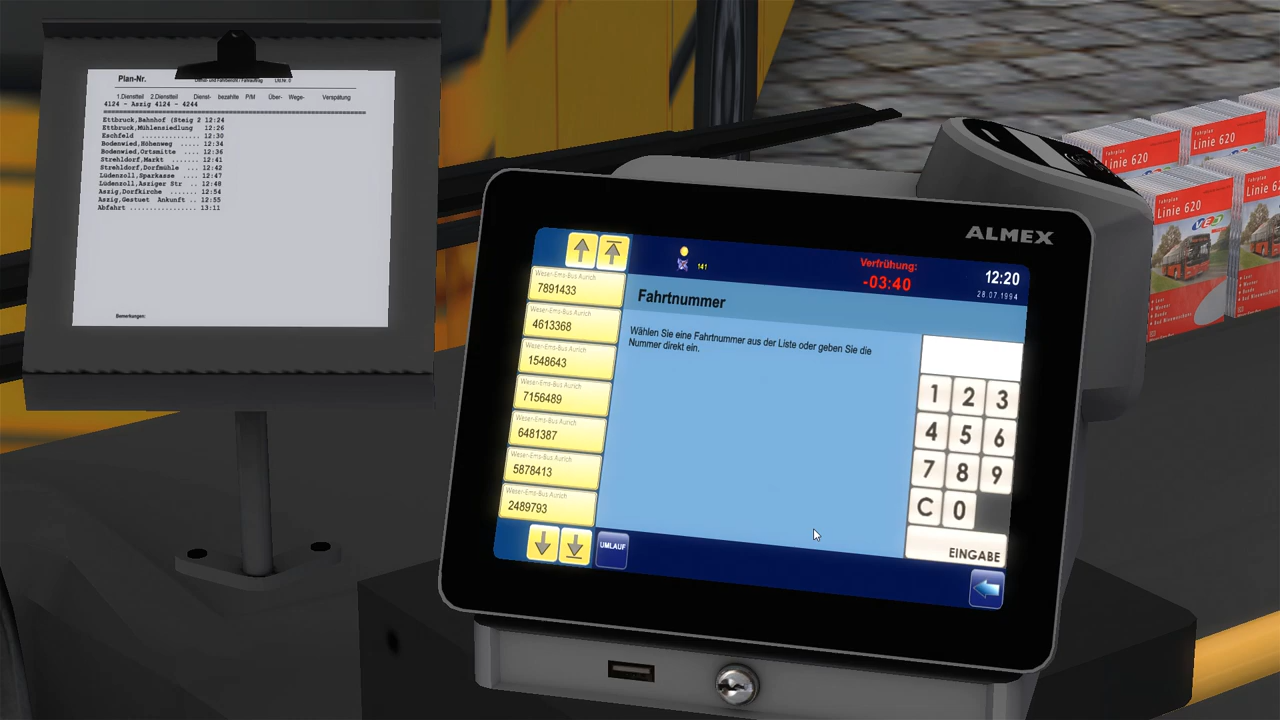 Plan-Nr.
1.Dienstteil 2.Dienstteil Dienst- bezahlte P/M Über- Wege- Verspätung
4124 - Aszig 4124 - 4244
Ettbruck,Bahnhof (Steig 2 12:24
Ettbruck,Mühlensiedlung 12:26
Eschfeld .............. 12:30
Bodenwied,Höhenweg ..... 12:34
Bodenwied,Ortsmitte .... 12:36
Strehldorf,Markt ....... 12:41
Strehldorf,Dorfmühle ... 12:42
Lüdenzoll,Sparkasse .... 12:47
Lüdenzoll,Asziger Str .. 12:48
Aszig,Dorfkirche ....... 12:54
Aszig,Gestuet Ankunft .. 12:55
Abfahrt ................ 13:11
Bemerkungen:
ALMEX
141
Verfrühung:
-03:40
12:20
28.07.1994
Weser-Ems-Bus Aurich
7891433
Weser-Ems-Bus Aurich
4613368
Weser-Ems-Bus Aurich
1548643
Weser-Ems-Bus Aurich
7156489
Weser-Ems-Bus Aurich
6481387
Weser-Ems-Bus Aurich
5878413
Weser-Ems-Bus Aurich
2489793
UMLAUF
Fahrtnummer
Wählen Sie eine Fahrtnummer aus der Liste oder geben Sie die
Nummer direkt ein.
1 2 3
4 5 6
7 8 9
C 0
EINGABE
Linie 620
Linie 620
Fahrplan
Linie 620
Fahrplan
Linie 62